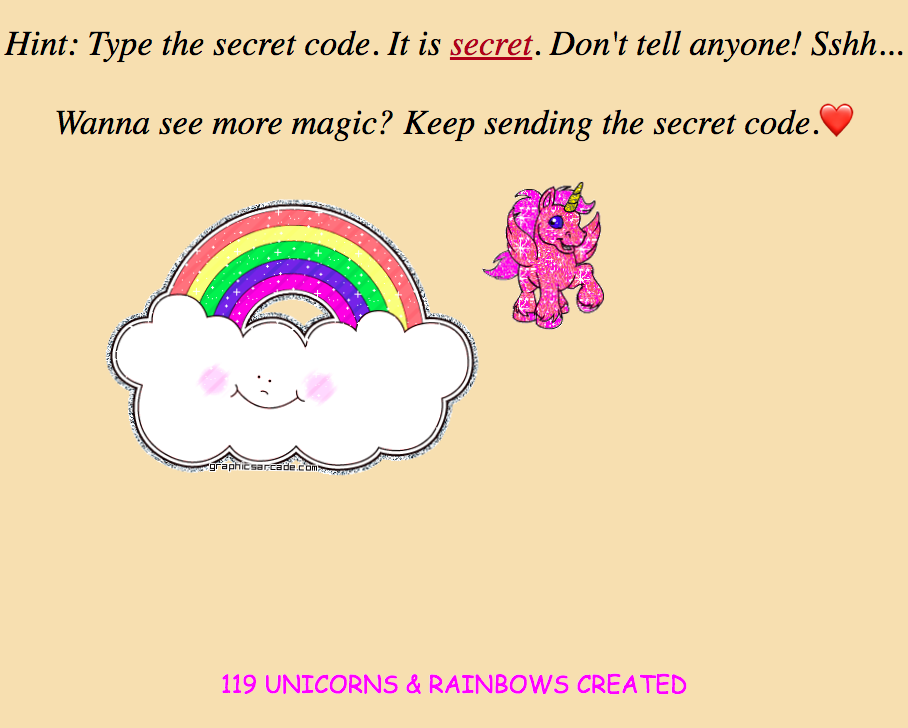 Hint: Type the secret code. It is secret. Don't tell anyone! Sshh...
Wanna see more magic? Keep sending the secret code.❤️
graphicsarcade.com
119 UNICORNS & RAINBOWS CREATED